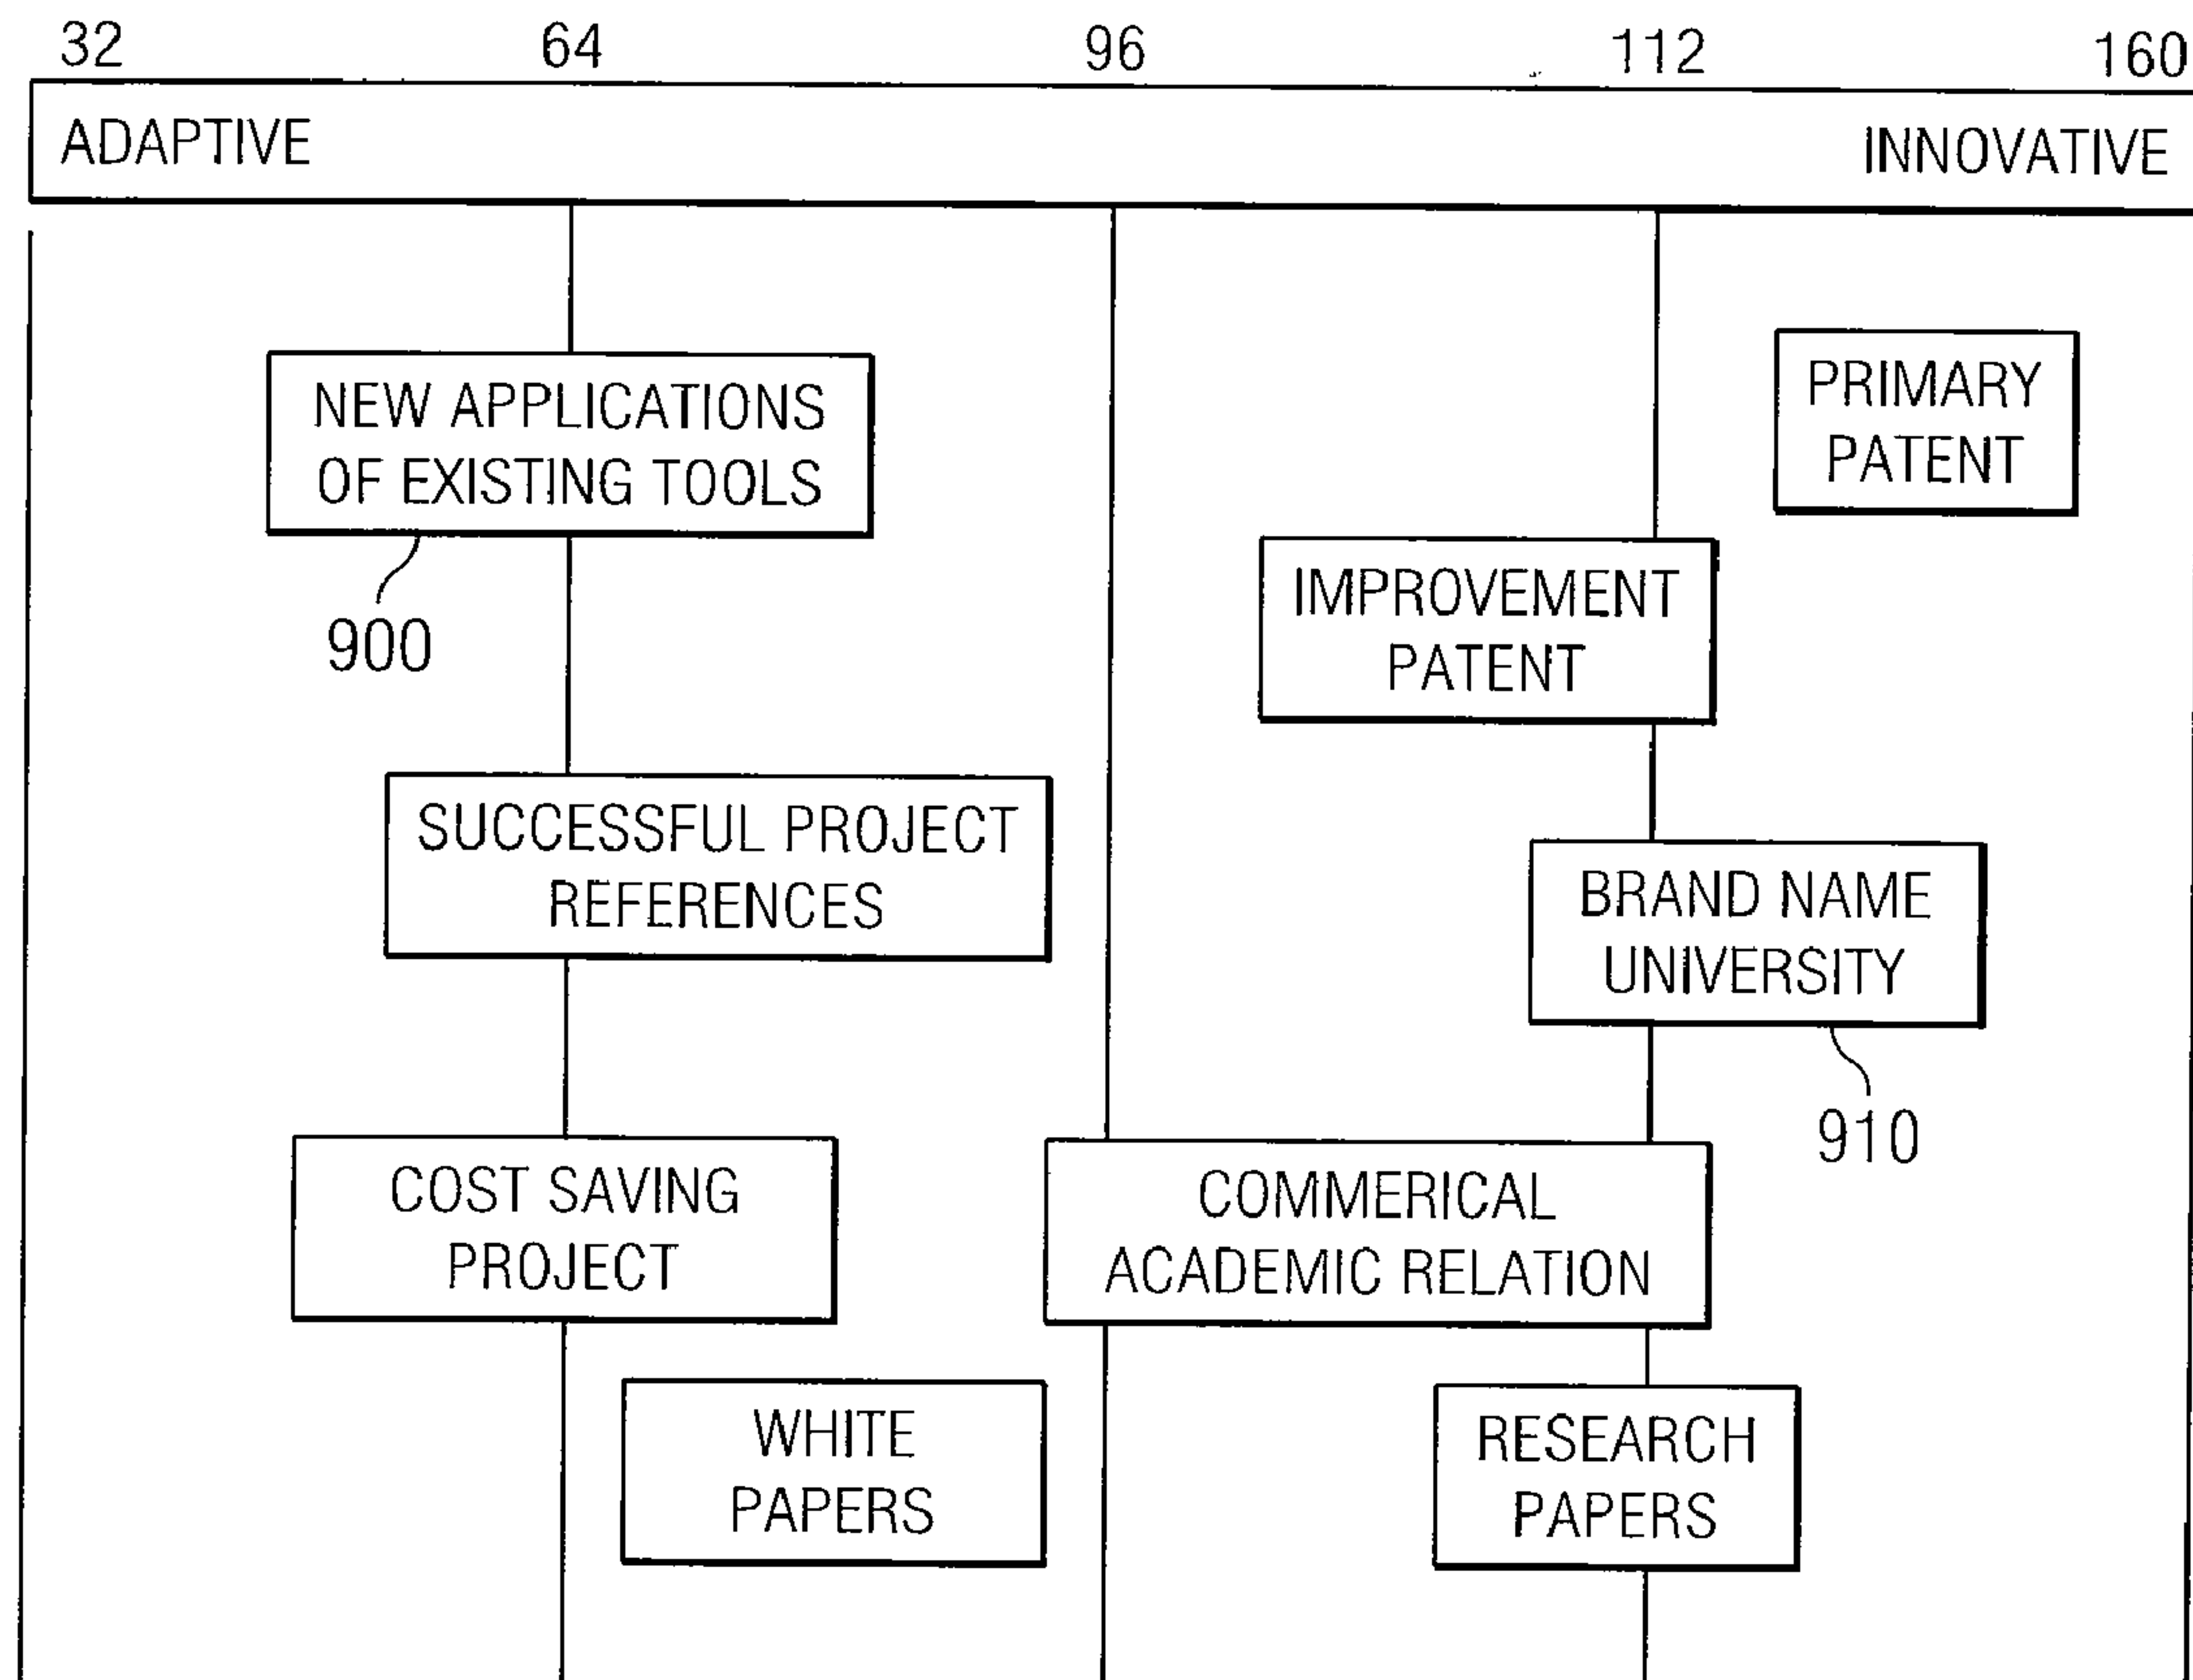 32 64 96 112 160
ADAPTIVE INNOVATIVE
NEW APPLICATIONS
OF EXISTING TOOLS
900
PRIMARY
PATENT
IMPROVEMENT
PATENT
SUCCESSFUL PROJECT
REFERENCES
BRAND NAME
UNIVERSITY
910
COST SAVING
PROJECT
COMMERICAL
ACADEMIC RELATION
WHITE
PAPERS
RESEARCH
PAPERS